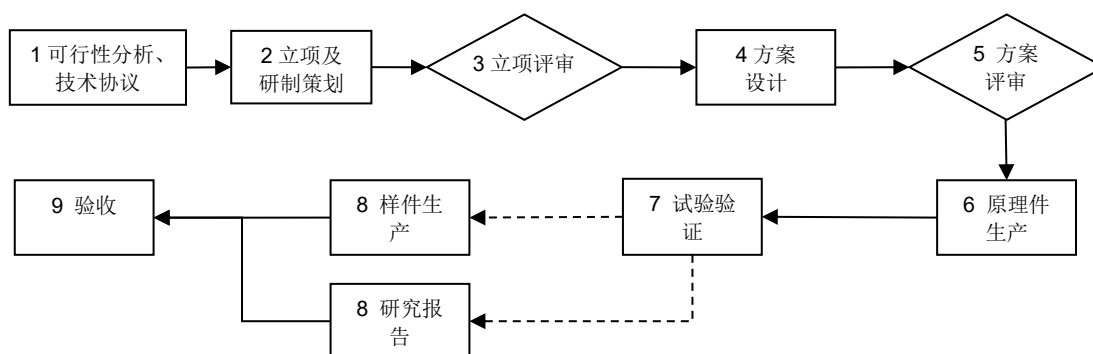 1 可行性分析、
技术协议
2 立项及
研制策划
3 立项评审
4 方案
设计
5 方案
评审
9 验收
8 样件生
产
7 试验验
证
6 原理件
生产
8 研究报
告